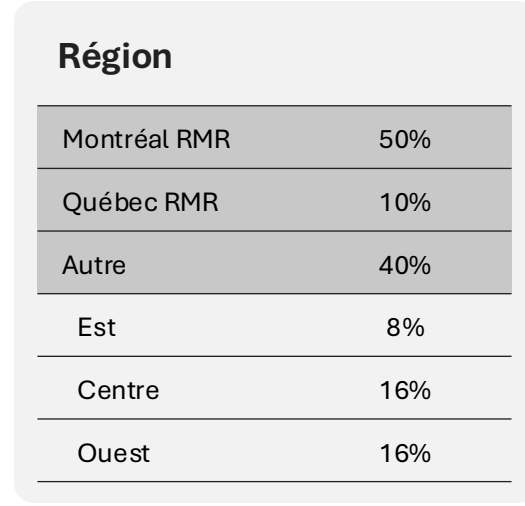 Région
Montréal RMR 50%
Québec RMR 10%
Autre 40%
Est 8%
Centre 16%
Ouest 16%